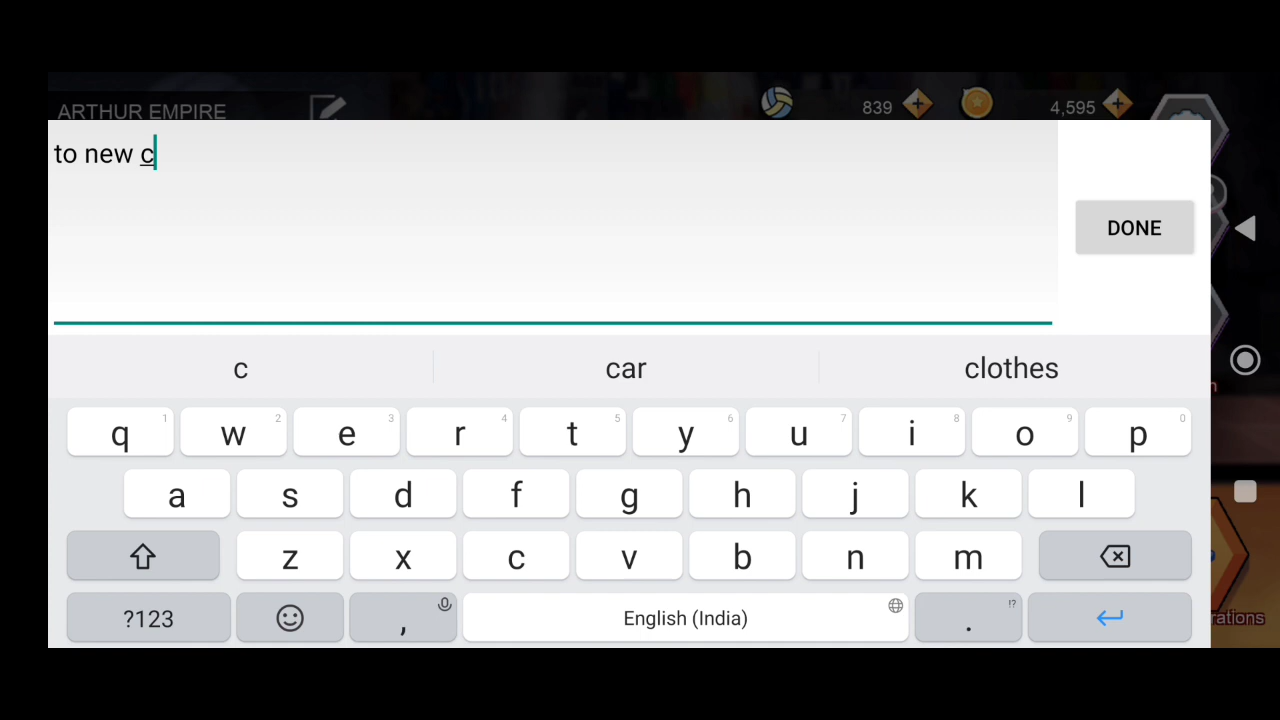 ARTHUR EMPIRE
839
4,595
to new c
DONE
c car clothes
q 1 w 2 e 3 r 4 t 5 y 6 u 7 i 8 o 9 p 0
a s d f g h j k l
z x c v b n m
?123 , English (India) . !?
rations